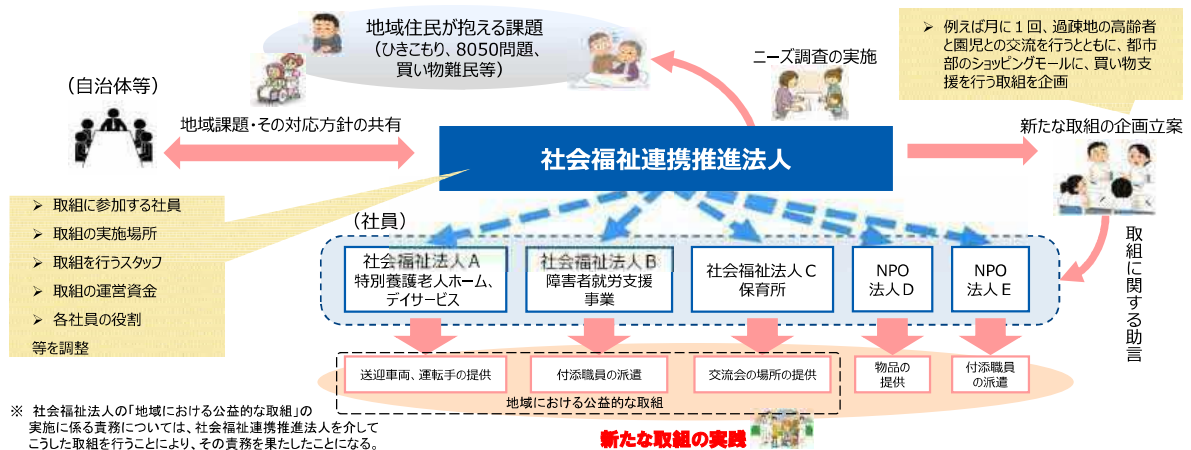 地域住民が抱える課題
（ひきこもり、8050問題、
買い物難民等）
ニーズ調査の実施
➢ 例えば月に１回、過疎地の高齢者
と園児との交流を行うとともに、都市
部のショッピングモールに、買い物支
援を行う取組を企画
（自治体等）
地域課題・その対応方針の共有
社会福祉連携推進法人
新たな取組の企画立案
➢ 取組に参加する社員
➢ 取組の実施場所
➢ 取組を行うスタッフ
➢ 取組の運営資金
➢ 各社員の役割
等を調整
（社員）
社会福祉法人Ａ
特別養護老人ホーム、
デイサービス
社会福祉法人Ｂ
障害者就労支援
事業
社会福祉法人Ｃ
保育所
NPO
法人Ｄ
NPO
法人Ｅ
取組に関する助言
送迎車両、運転手の提供
付添職員の派遣
交流会の場所の提供
物品の
提供
付添職員
の派遣
地域における公益的な取組
新たな取組の実践
※ 社会福祉法人の「地域における公益的な取組」の
実施に係る責務については、社会福祉連携推進法人を介して
こうした取組を行うことにより、その責務を果たしたことになる。